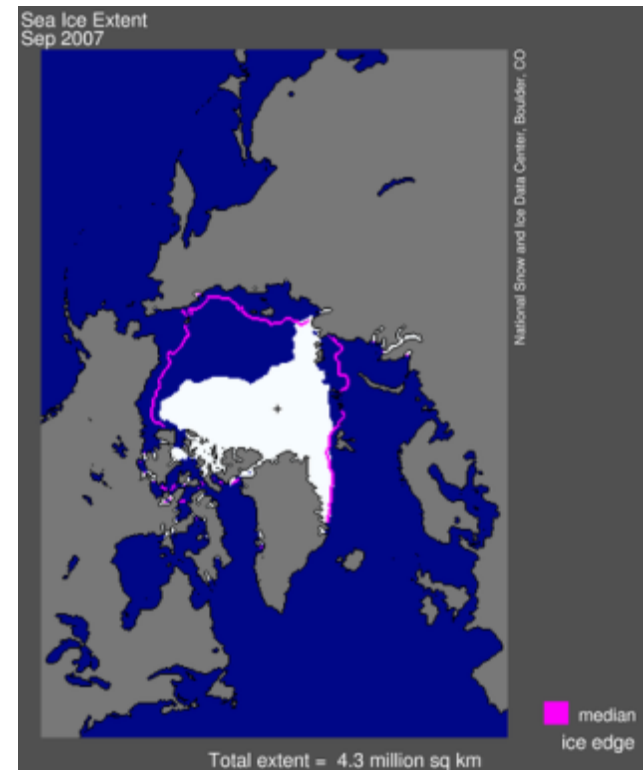 Sea Ice Extent
Sep 2007
National Snow and Ice Data Center, Boulder, CO
median
ice edge
Total extent = 4.3 million sq km